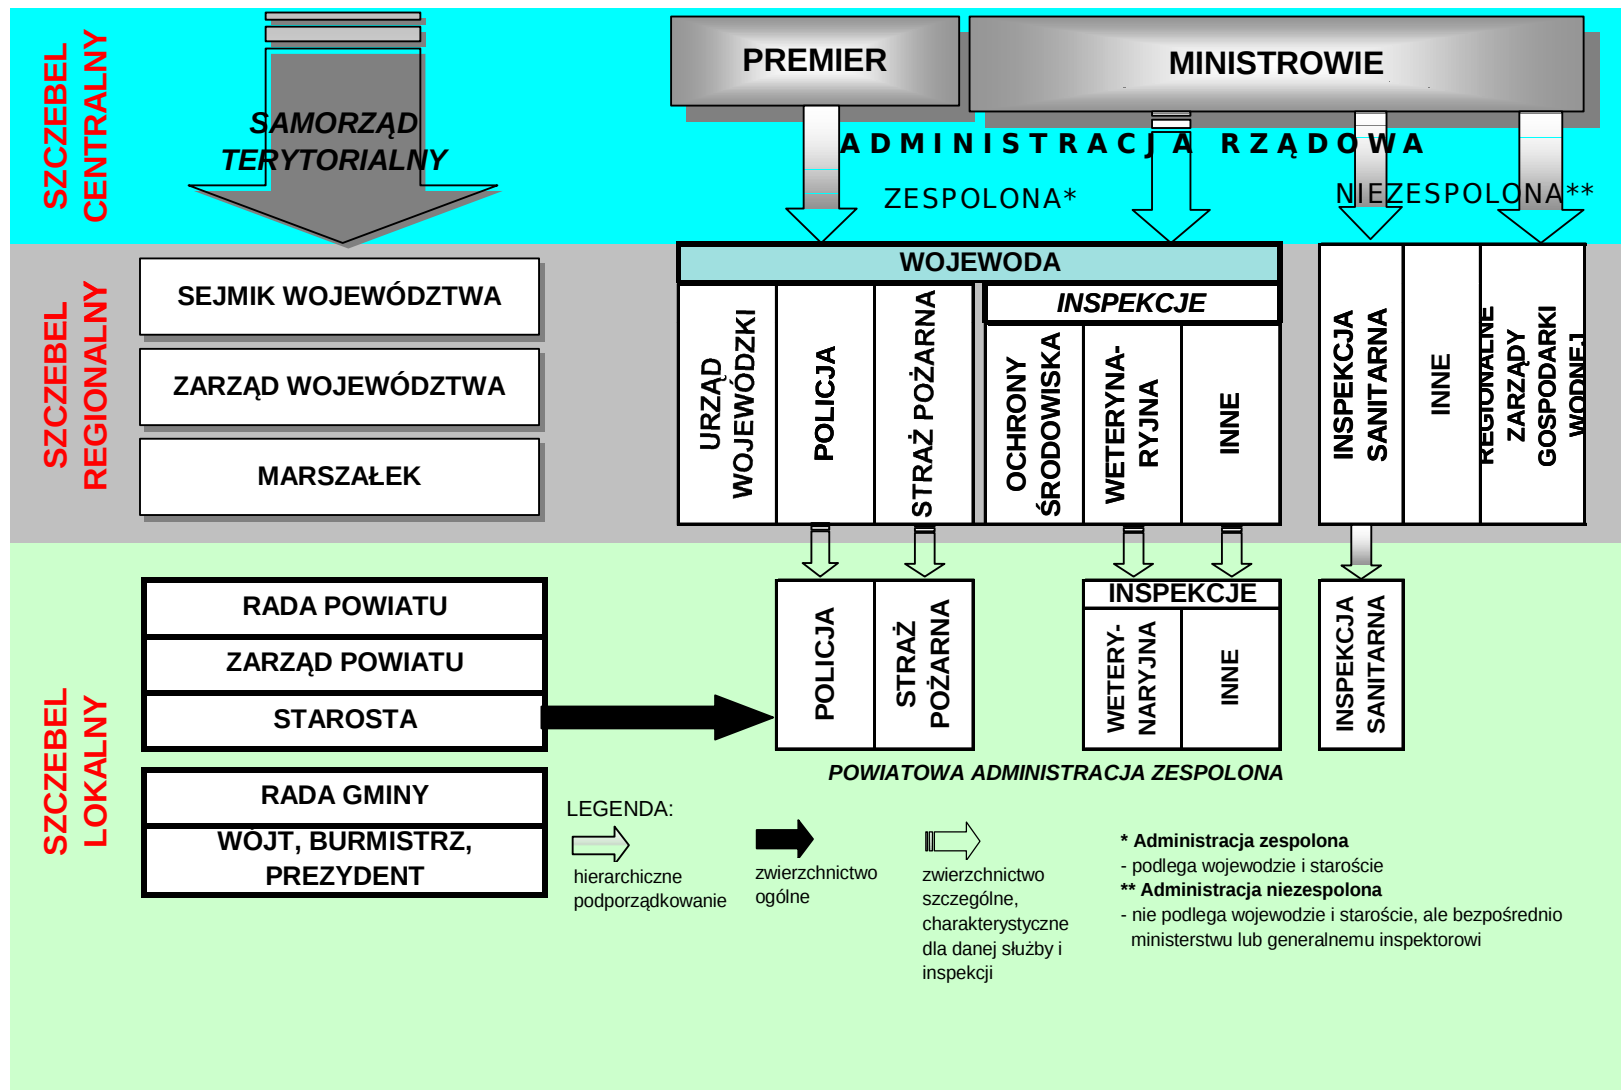 SZCZEBEL
CENTRALNY
SAMORZĄD
TERYTORIALNY
PREMIER
MINISTROWIE
ADMINISTRACJA RZĄDOWA
ZESPOLONA*
NIEZESPOLONA**
SZCZEBEL
REGIONALNY
SEJMIK WOJEWÓDZTWA
ZARZĄD WOJEWÓDZTWA
MARSZAŁEK
WOJEWODA
URZĄD
WOJEWÓDZKI
POLICJA
STRAŻ POŻARNA
INSPEKCJE
OCHRONY
ŚRODOWISKA
WETERYNA-
RYJNA
INNE
INSPEKCJA
SANITARNA
INNE
REGIONALNE
ZARZĄDY
GOSPODARKI
WODNEJ
SZCZEBEL
LOKALNY
RADA POWIATU
ZARZĄD POWIATU
STAROSTA
RADA GMINY
WÓJT, BURMISTRZ,
PREZYDENT
POLICJA
STRAŻ
POŻARNA
INSPEKCJE
WETERY-
NARYJNA
INNE
INSPEKCJA
SANITARNA
POWIATOWA ADMINISTRACJA ZESPOLONA
LEGENDA:
hierarchiczne
podporządkowanie
zwierzchnictwo
ogólne
zwierzchnictwo
szczególne,
charakterystyczne
dla danej służby i
inspekcji
* Administracja zespolona
- podlega wojewodzie i staroście
** Administracja niezespolona
- nie podlega wojewodzie i staroście, ale bezpośrednio
ministerstwu lub generalnemu inspektorowi